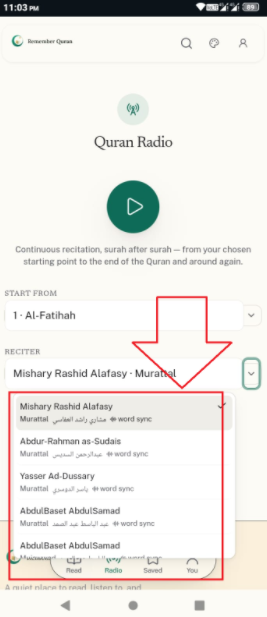 11:03 PM
89
Remember Quran
Quran Radio
Continuous recitation, surah after surah — from your chosen
starting point to the end of the Quran and around again.
START FROM
1 · Al-Fatihah
RECITER
Mishary Rashid Alafasy · Murattal
Mishary Rashid Alafasy
Murattal مشاري راشد العفاسي word sync
Abdur-Rahman as-Sudais
Murattal عبدالرحمن السديس word sync
Yasser Ad-Dussary
Murattal ياسر الدوسري word sync
AbdulBaset AbdulSamad
Murattal عبد الباسط عبد الصمد word sync
AbdulBaset AbdulSamad
word sync
Read Radio Saved You
A quiet place to read, listen to, and